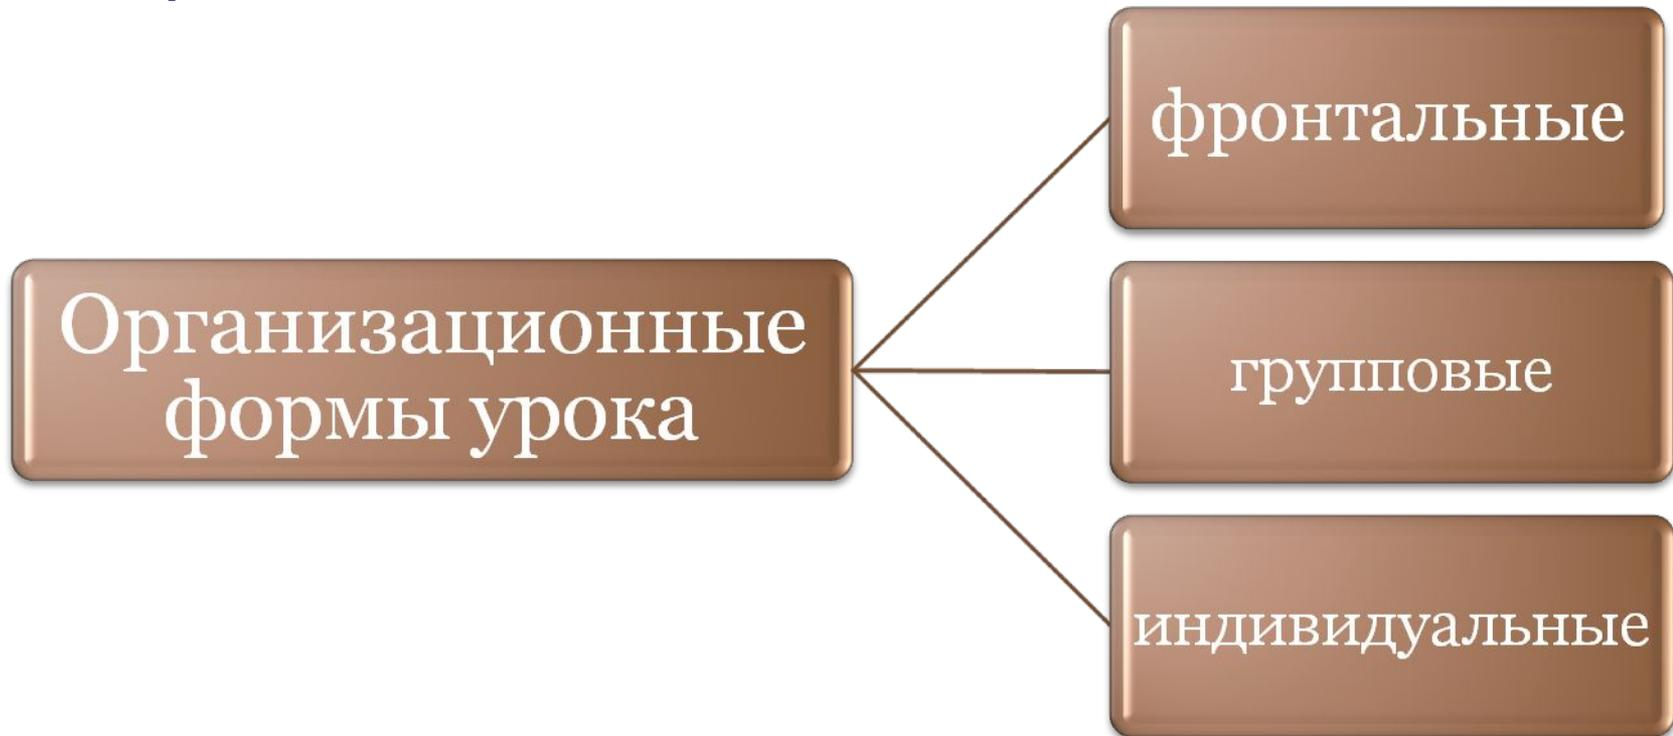 Организационные
формы урока
фронтальные
групповые
индивидуальные